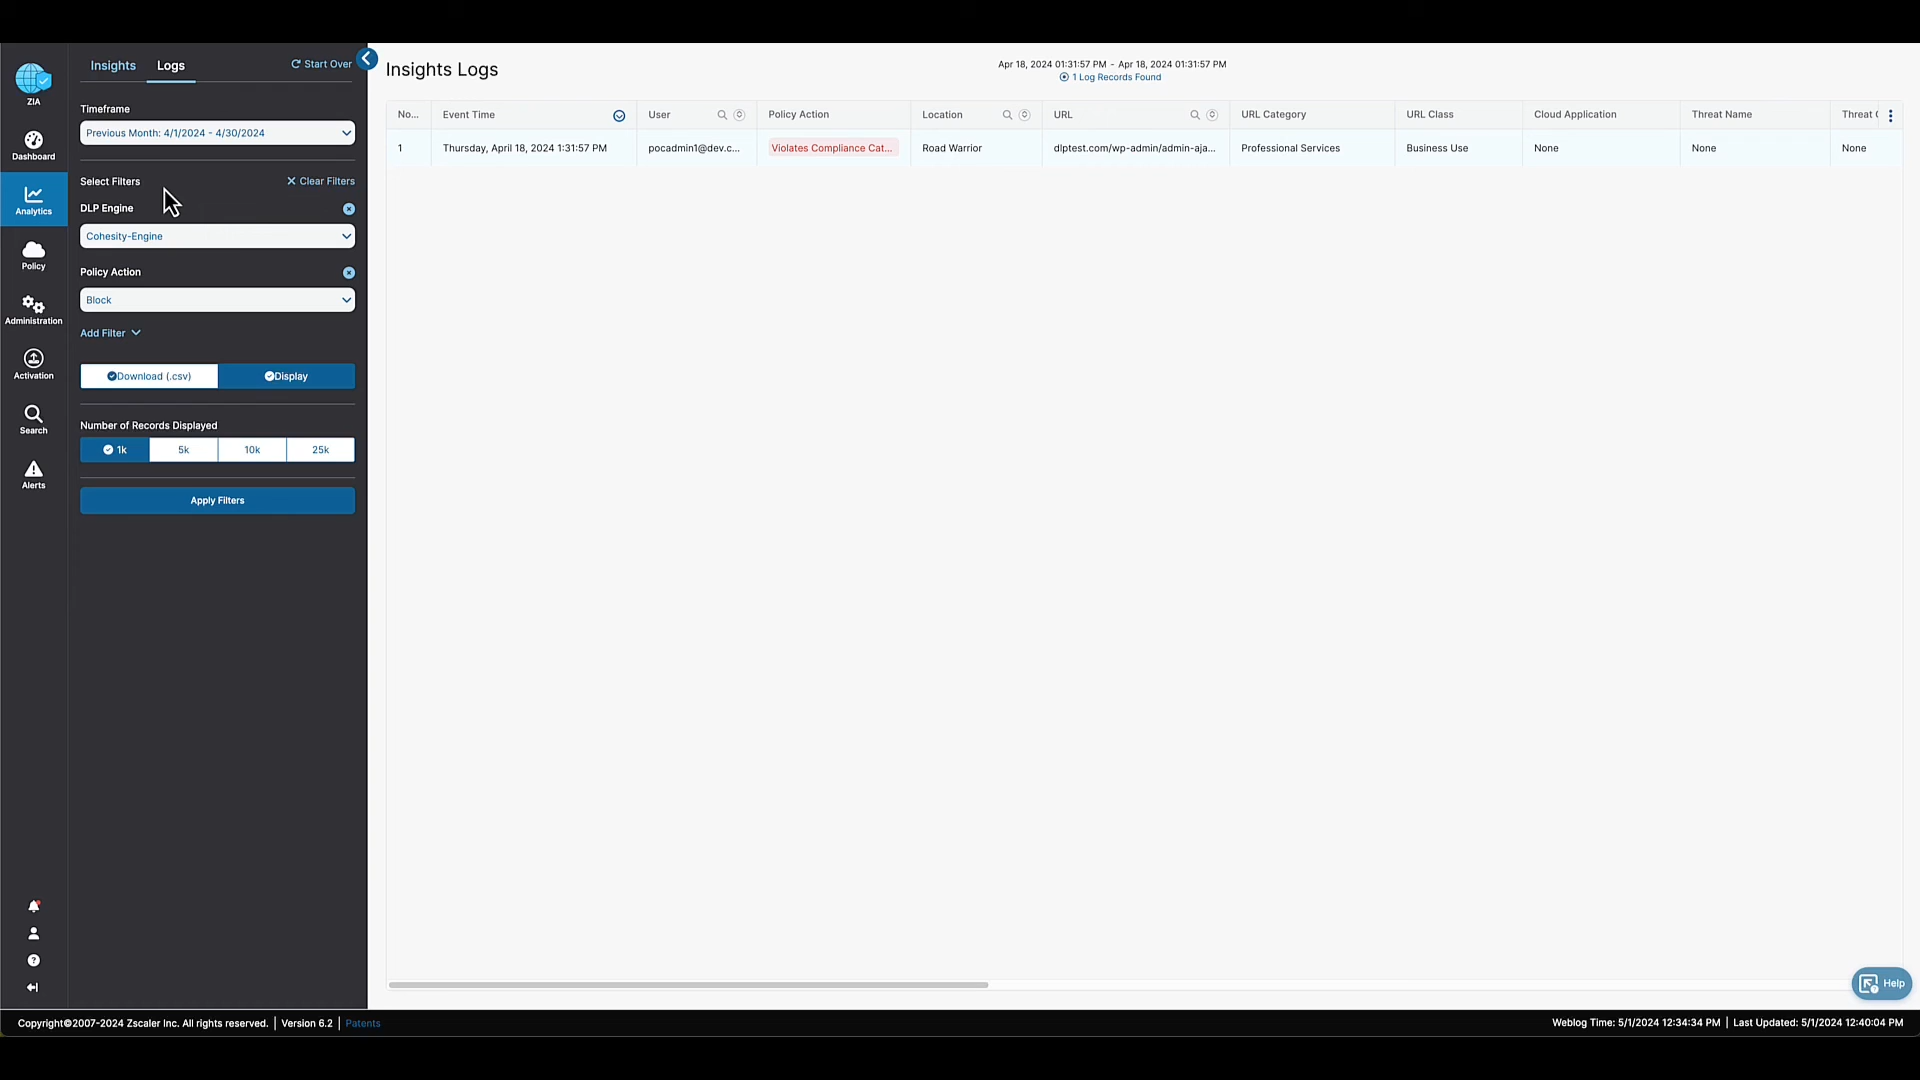 ZIA
Dashboard
Analytics
Policy
Administration
Activation
Search
Alerts
Insights
Logs
Start Over
Timeframe
Previous Month: 4/1/2024 - 4/30/2024
Select Filters
Clear Filters
DLP Engine
Cohesity-Engine
Policy Action
Block
Add Filter
Download (.csv)
Display
Number of Records Displayed
1k 5k 10k 25k
Apply Filters
Insights Logs
Apr 18, 2024 01:31:57 PM - Apr 18, 2024 01:31:57 PM
1 Log Records Found
No... Event Time User Policy Action Location URL URL Category URL Class Cloud Application Threat Name Threat
1 Thursday, April 18, 2024 1:31:57 PM pocadmin1@dev.c... Violates Compliance Cat... Road Warrior dlptest.com/wp-admin/admin-aja... Professional Services Business Use None None None
Help
Copyright©2007-2024 Zscaler Inc. All rights reserved. | Version 6.2 | Patents
Weblog Time: 5/1/2024 12:34:34 PM | Last Updated: 5/1/2024 12:40:04 PM